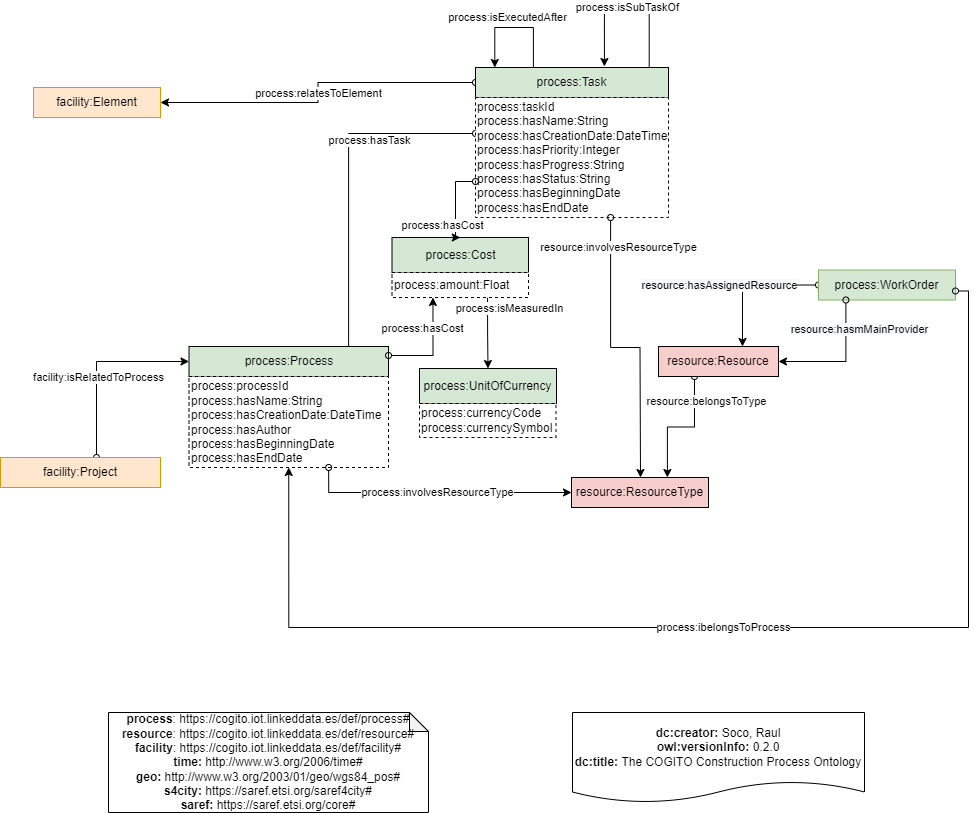 process:isSubTaskOf
process:isExecutedAfter
process:Task
process:relatesToElement
facility:Element
process:taskId
process:hasName:String
process:hasCreationDate:DateTime
process:hasPriority:Integer
process:hasProgress:String
process:hasStatus:String
process:hasBeginningDate
process:hasEndDate
process:hasTask
process:hasCost
resource:involvesResourceType
process:Cost
process:amount:Float
process:isMeasuredIn
resource:hasAssignedResource
process:WorkOrder
process:hasCost
resource:hasmMainProvider
process:Process
resource:Resource
facility:isRelatedToProcess
process:processId
process:hasName:String
process:hasCreationDate:DateTime
process:hasAuthor
process:hasBeginningDate
process:hasEndDate
process:UnitOfCurrency
process:currencyCode
process:currencySymbol
resource:belongsToType
facility:Project
process:involvesResourceType
resource:ResourceType
process:ibelongsToProcess
process: https://cogito.iot.linkeddata.es/def/process#
resource: https://cogito.iot.linkeddata.es/def/resource#
facility: https://cogito.iot.linkeddata.es/def/facility#
time: http://www.w3.org/2006/time#
geo: http://www.w3.org/2003/01/geo/wgs84_pos#
s4city: https://saref.etsi.org/saref4city#
saref: https://saref.etsi.org/core#
dc:creator: Soco, Raul
owl:versionInfo: 0.2.0
dc:title: The COGITO Construction Process Ontology